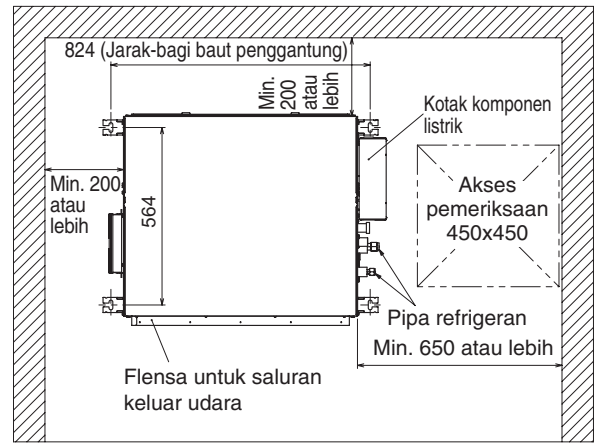 824 (Jarak-bagi baut penggantung)
Min.
200
atau
lebih
Kotak komponen
listrik
Min. 200
atau
lebih
564
Akses
pemeriksaan
450x450
Pipa refrigeran
Min. 650 atau lebih
Flensa untuk saluran
keluar udara